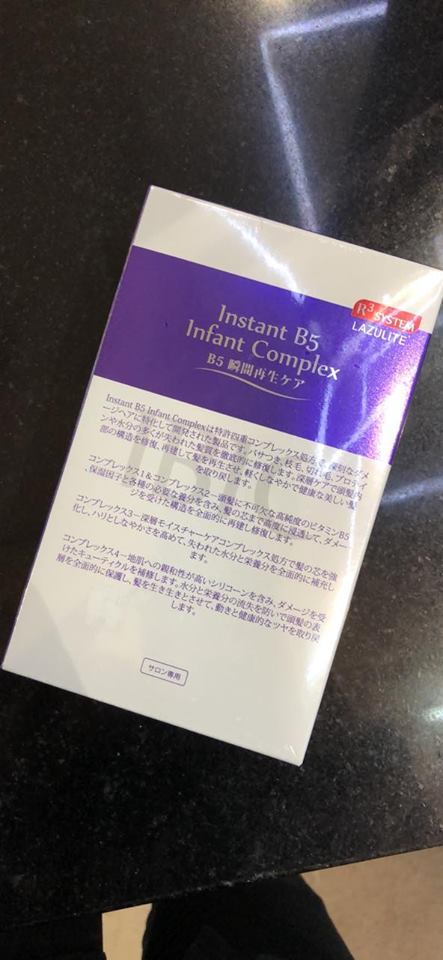 R³ SYSTEM
LAZULITE
Instant B5
Infant Complex
B5 瞬間再生ケア
Instant B5 Infant Complexは特許四重コンプレックス処方で、深刻なダメ
ージヘアに特化して開発された製品です。パサつき、枝毛、切れ毛、プロティ
ンや水分の多くが失われた髪質を徹底的に修復します。深層ケアで頭髪内
部の構造を修復、再建して髪を再生させ、軽くしなやかで健康な美しい髪
を取り戻します。
コンプレックス1&コンプレックス2－頭髪に不可欠な高純度のビタミンB5
、保湿因子と各種の必要な養分を含み、髪の芯まで高度に浸透して、ダメー
ジを受けた構造を全面的に再建し修復します。
コンプレックス3－深層モイスチャーケアコンプレックス処方で髪の芯を強
化し、ハリとしなやかさを高めて、失われた水分と栄養分を全面的に補充し
ます。
コンプレックス4－地肌への親和性が高いシリコーンを含み、ダメージを受
けたキューティクルを補修します。水分と栄養分の流失を防いで頭髪の表
層を全面的に保護し、髪を生き生きとさせて、動きと健康的なツヤを取り戻
します。
サロン専用